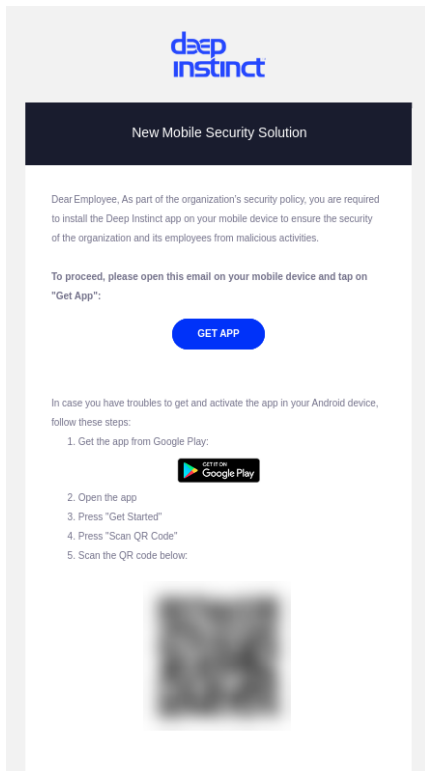 deep
instinct
New Mobile Security Solution
Dear Employee, As part of the organization's security policy, you are required
to install the Deep Instinct app on your mobile device to ensure the security
of the organization and its employees from malicious activities.
To proceed, please open this email on your mobile device and tap on
"Get App":
GET APP
In case you have troubles to get and activate the app in your Android device,
follow these steps:
1. Get the app from Google Play:
GET IT ON
Google Play
2. Open the app
3. Press "Get Started"
4. Press "Scan QR Code"
5. Scan the QR code below: